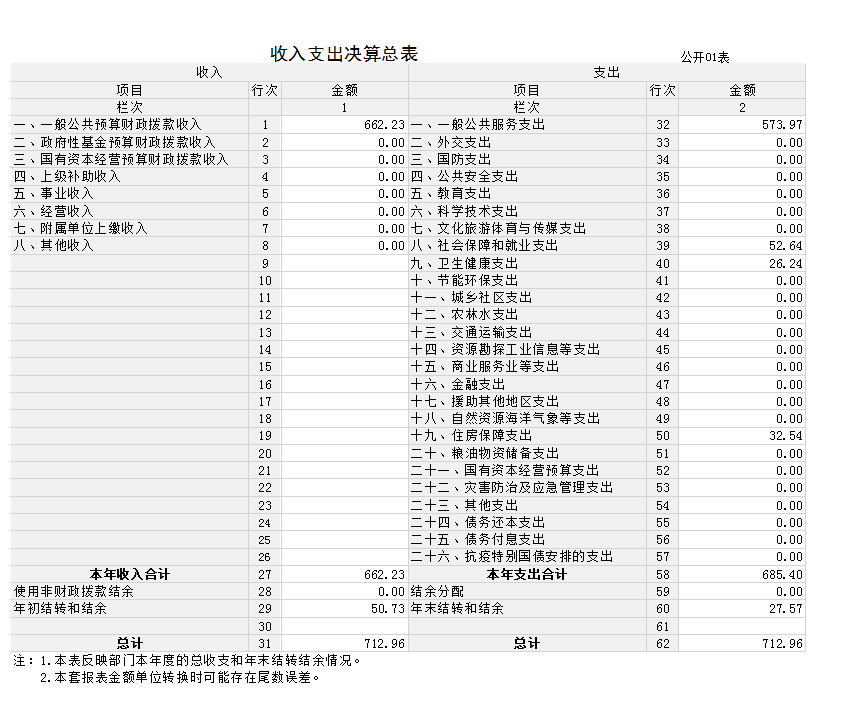 收入支出决算总表
公开01表
收入 支出
项目 行次 金额 项目 行次 金额
栏次 1 栏次 2
一、一般公共预算财政拨款收入 1 662.23 一、一般公共服务支出 32 573.97
二、政府性基金预算财政拨款收入 2 0.00 二、外交支出 33 0.00
三、国有资本经营预算财政拨款收入 3 0.00 三、国防支出 34 0.00
四、上级补助收入 4 0.00 四、公共安全支出 35 0.00
五、事业收入 5 0.00 五、教育支出 36 0.00
六、经营收入 6 0.00 六、科学技术支出 37 0.00
七、附属单位上缴收入 7 0.00 七、文化旅游体育与传媒支出 38 0.00
八、其他收入 8 0.00 八、社会保障和就业支出 39 52.64
9 九、卫生健康支出 40 26.24
10 十、节能环保支出 41 0.00
11 十一、城乡社区支出 42 0.00
12 十二、农林水支出 43 0.00
13 十三、交通运输支出 44 0.00
14 十四、资源勘探工业信息等支出 45 0.00
15 十五、商业服务业等支出 46 0.00
16 十六、金融支出 47 0.00
17 十七、援助其他地区支出 48 0.00
18 十八、自然资源海洋气象等支出 49 0.00
19 十九、住房保障支出 50 32.54
20 二十、粮油物资储备支出 51 0.00
21 二十一、国有资本经营预算支出 52 0.00
22 二十二、灾害防治及应急管理支出 53 0.00
23 二十三、其他支出 54 0.00
24 二十四、债务还本支出 55 0.00
25 二十五、债务付息支出 56 0.00
26 二十六、抗疫特别国债安排的支出 57 0.00
本年收入合计 27 662.23 本年支出合计 58 685.40
使用非财政拨款结余 28 0.00 结余分配 59 0.00
年初结转和结余 29 50.73 年末结转和结余 60 27.57
30 61
总计 31 712.96 总计 62 712.96
注：1.本表反映部门本年度的总收支和年末结转结余情况。
2.本套报表金额单位转换时可能存在尾数误差。